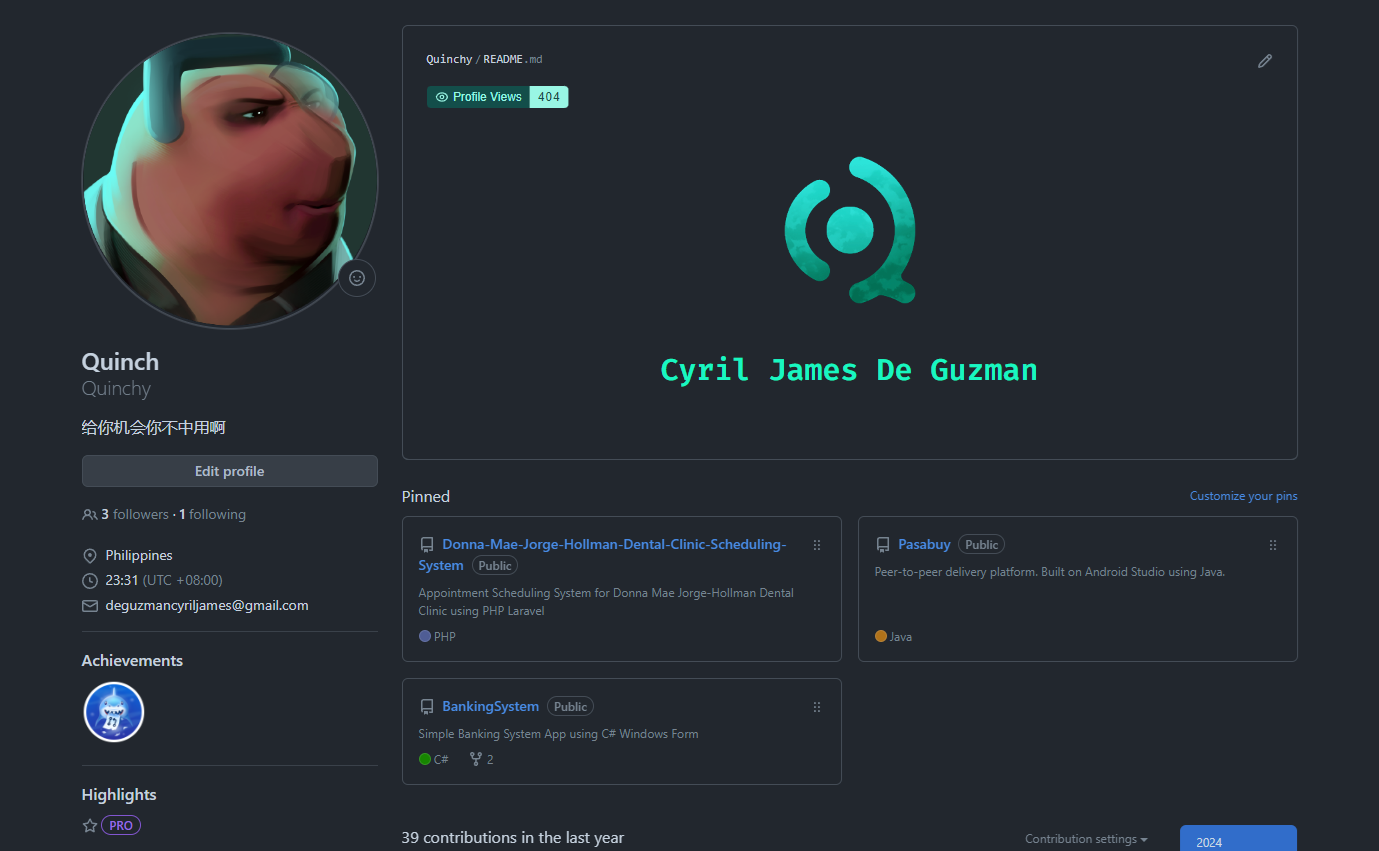 Quinchy/README.md
Profile Views 404
Cyril James De Guzman
Quinch
Quinchy
给你机会你不中用啊
Edit profile
3 followers · 1 following
Philippines
23:31 (UTC +08:00)
deguzmancyriljames@gmail.com
Achievements
Highlights
PRO
Pinned
Customize your pins
Donna-Mae-Jorge-Hollman-Dental-Clinic-Scheduling-
System Public
Appointment Scheduling System for Donna Mae Jorge-Hollman Dental
Clinic using PHP Laravel
PHP
Pasabuy Public
Peer-to-peer delivery platform. Built on Android Studio using Java.
Java
BankingSystem Public
Simple Banking System App using C# Windows Form
C# 2
39 contributions in the last year
Contribution settings
2024